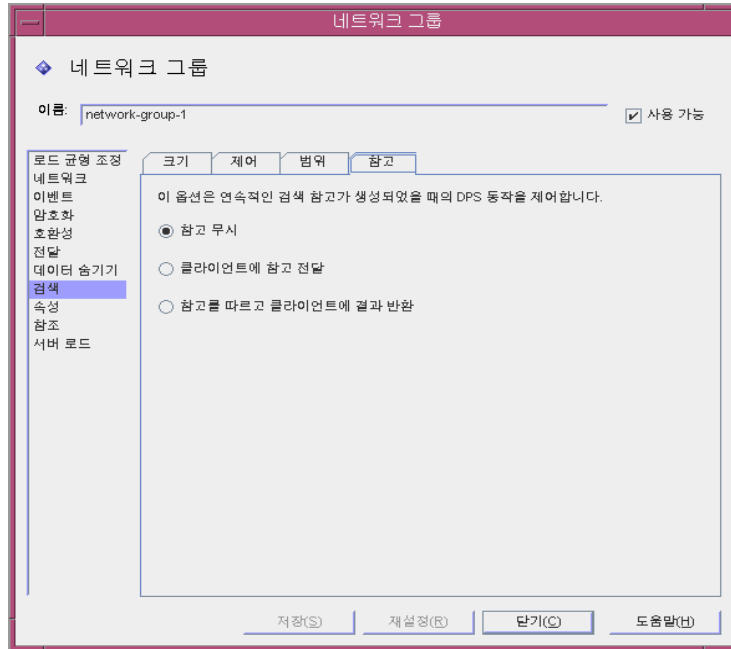 네트워크 그룹
네트워크 그룹
이름: network-group-1
사용 가능
로드 균형 조정
네트워크
이벤트
암호화
호환성
전달
데이터 숨기기
검색
속성
참조
서버 로드
크기 제어 범위 참고
이 옵션은 연속적인 검색 참고가 생성되었을 때의 DPS 동작을 제어합니다.
참고 무시
클라이언트에 참고 전달
참고를 따르고 클라이언트에 결과 반환
저장(S) 재설정(R) 닫기(C) 도움말(H)